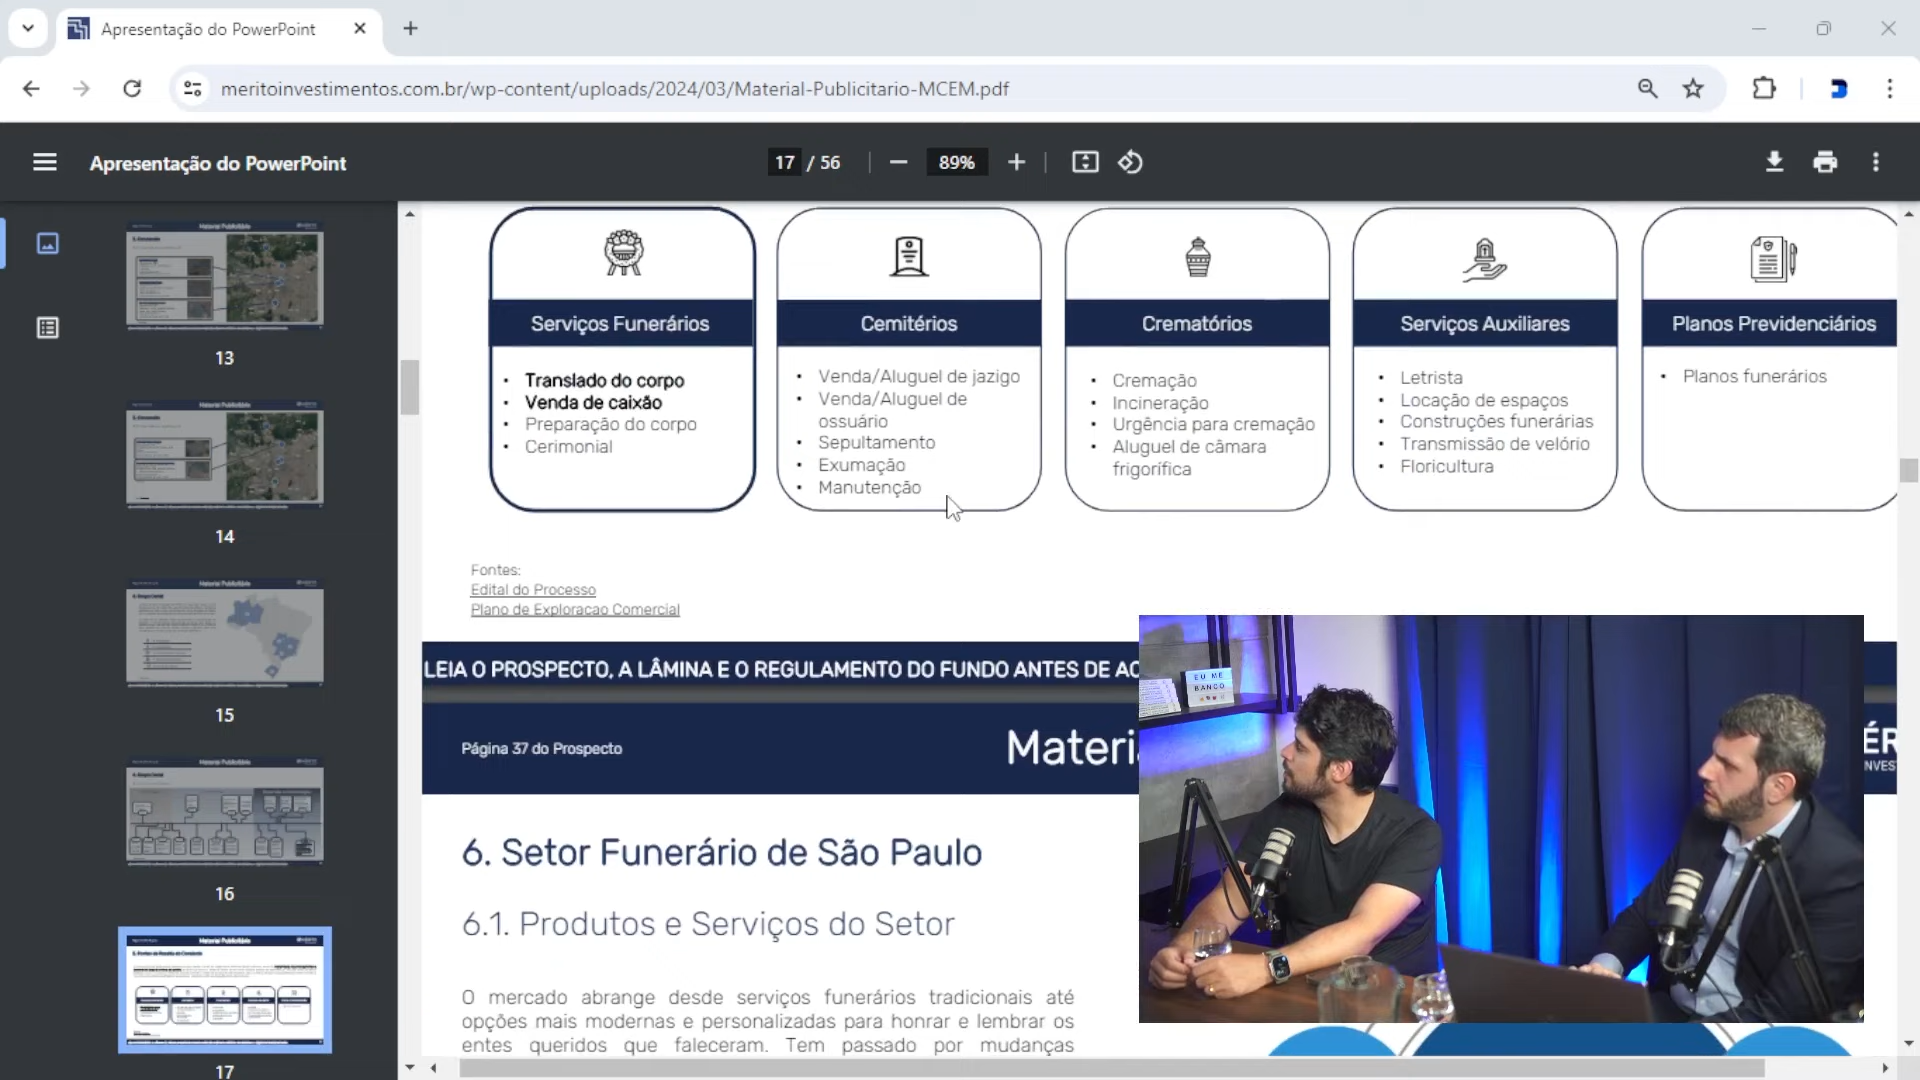 Apresentação do PowerPoint
meritoinvestimentos.com.br/wp-content/uploads/2024/03/Material-Publicitario-MCEM.pdf
Apresentação do PowerPoint
17 / 56
89%
13
14
15
16
17
Serviços Funerários
• Translado do corpo
• Venda de caixão
• Preparação do corpo
• Cerimonial
Cemitérios
• Venda/Aluguel de jazigo
• Venda/Aluguel de
ossuário
• Sepultamento
• Exumação
• Manutenção
Crematórios
• Cremação
• Incineração
• Urgência para cremação
• Aluguel de câmara
frigorífica
Serviços Auxiliares
• Letrista
• Locação de espaços
• Construções funerárias
• Transmissão de velório
• Floricultura
Planos Previdenciários
• Planos funerários
Fontes:
Edital do Processo
Plano de Exploracao Comercial
LEIA O PROSPECTO, A LÂMINA E O REGULAMENTO DO FUNDO ANTES DE AC
Página 37 do Prospecto
Materi
EU ME
BANCO
6. Setor Funerário de São Paulo
6.1. Produtos e Serviços do Setor
O mercado abrange desde serviços funerários tradicionais até
opções mais modernas e personalizadas para honrar e lembrar os
entes queridos que faleceram. Tem passado por mudanças